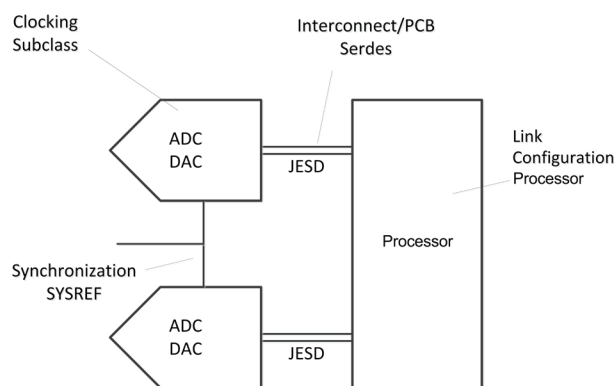 Clocking
Subclass
Interconnect/PCB
Serdes
ADC
DAC
JESD
Link
Configuration
Processor
Processor
Synchronization
SYSREF
ADC
DAC
JESD